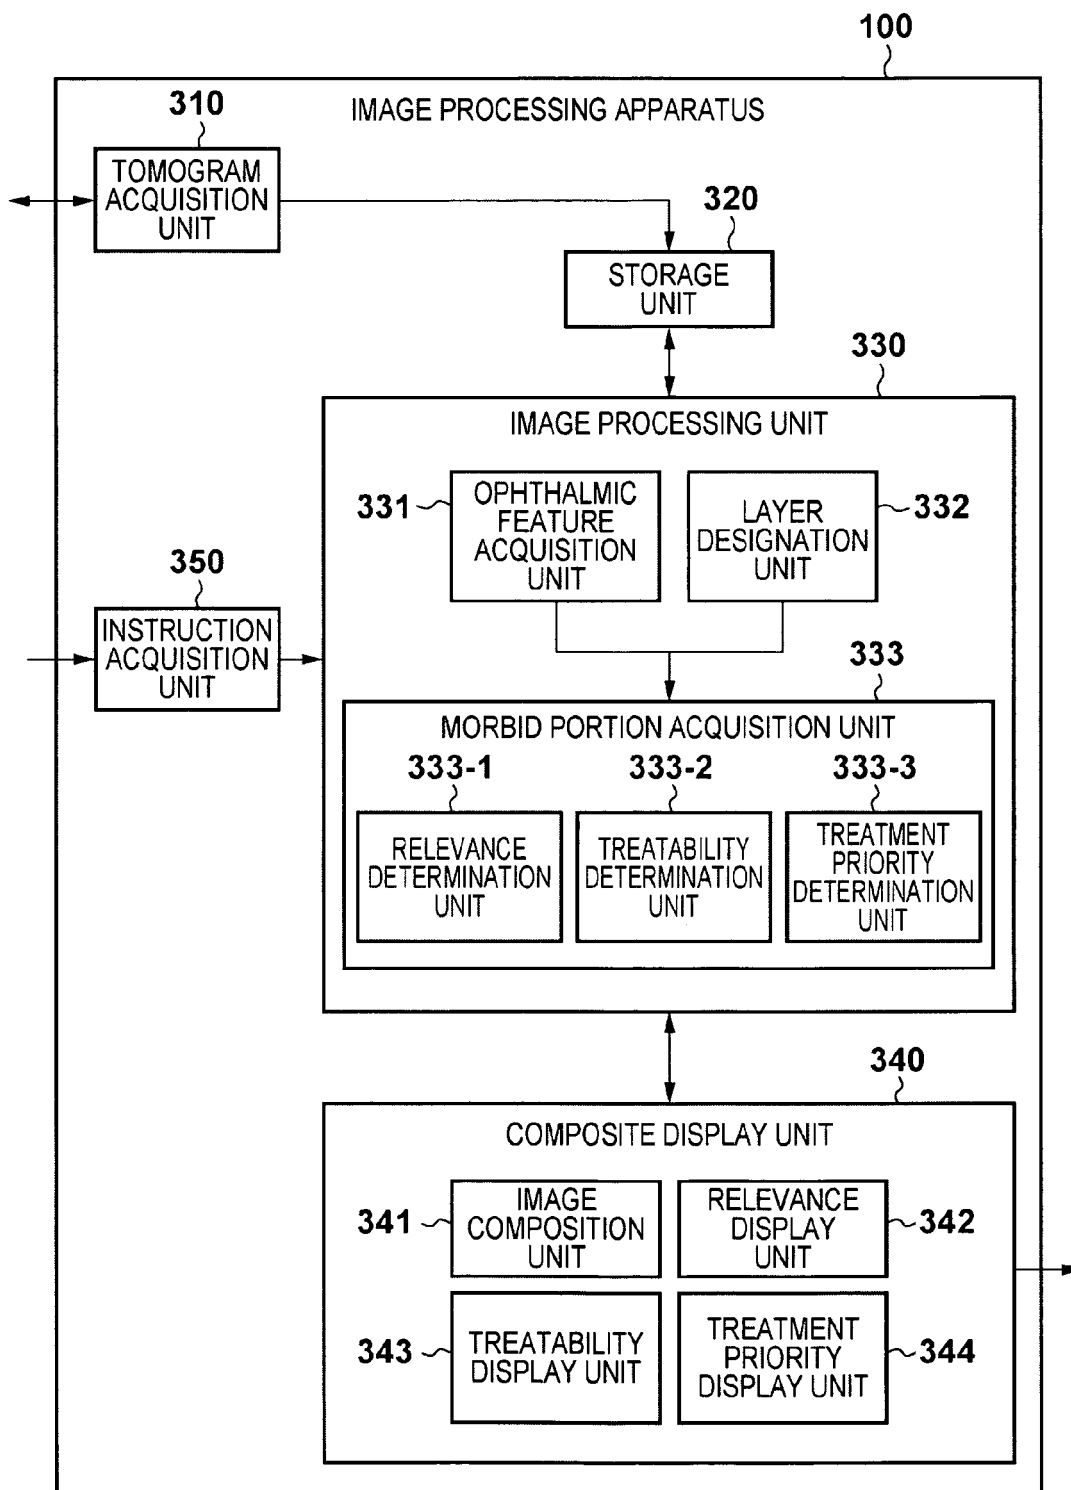 100
IMAGE PROCESSING APPARATUS
310
TOMOGRAM
ACQUISITION
UNIT
320
STORAGE
UNIT
330
IMAGE PROCESSING UNIT
331
OPHTHALMIC
FEATURE
ACQUISITION
UNIT
LAYER
DESIGNATION
UNIT
332
350
INSTRUCTION
ACQUISITION
UNIT
333
MORBID PORTION ACQUISITION UNIT
333-1
333-2
333-3
RELEVANCE
DETERMINATION
UNIT
TREATABILITY
DETERMINATION
UNIT
TREATMENT
PRIORITY
DETERMINATION
UNIT
340
COMPOSITE DISPLAY UNIT
341
IMAGE
COMPOSITION
UNIT
RELEVANCE
DISPLAY
UNIT
342
343
TREATABILITY
DISPLAY UNIT
TREATMENT
PRIORITY
DISPLAY UNIT
344